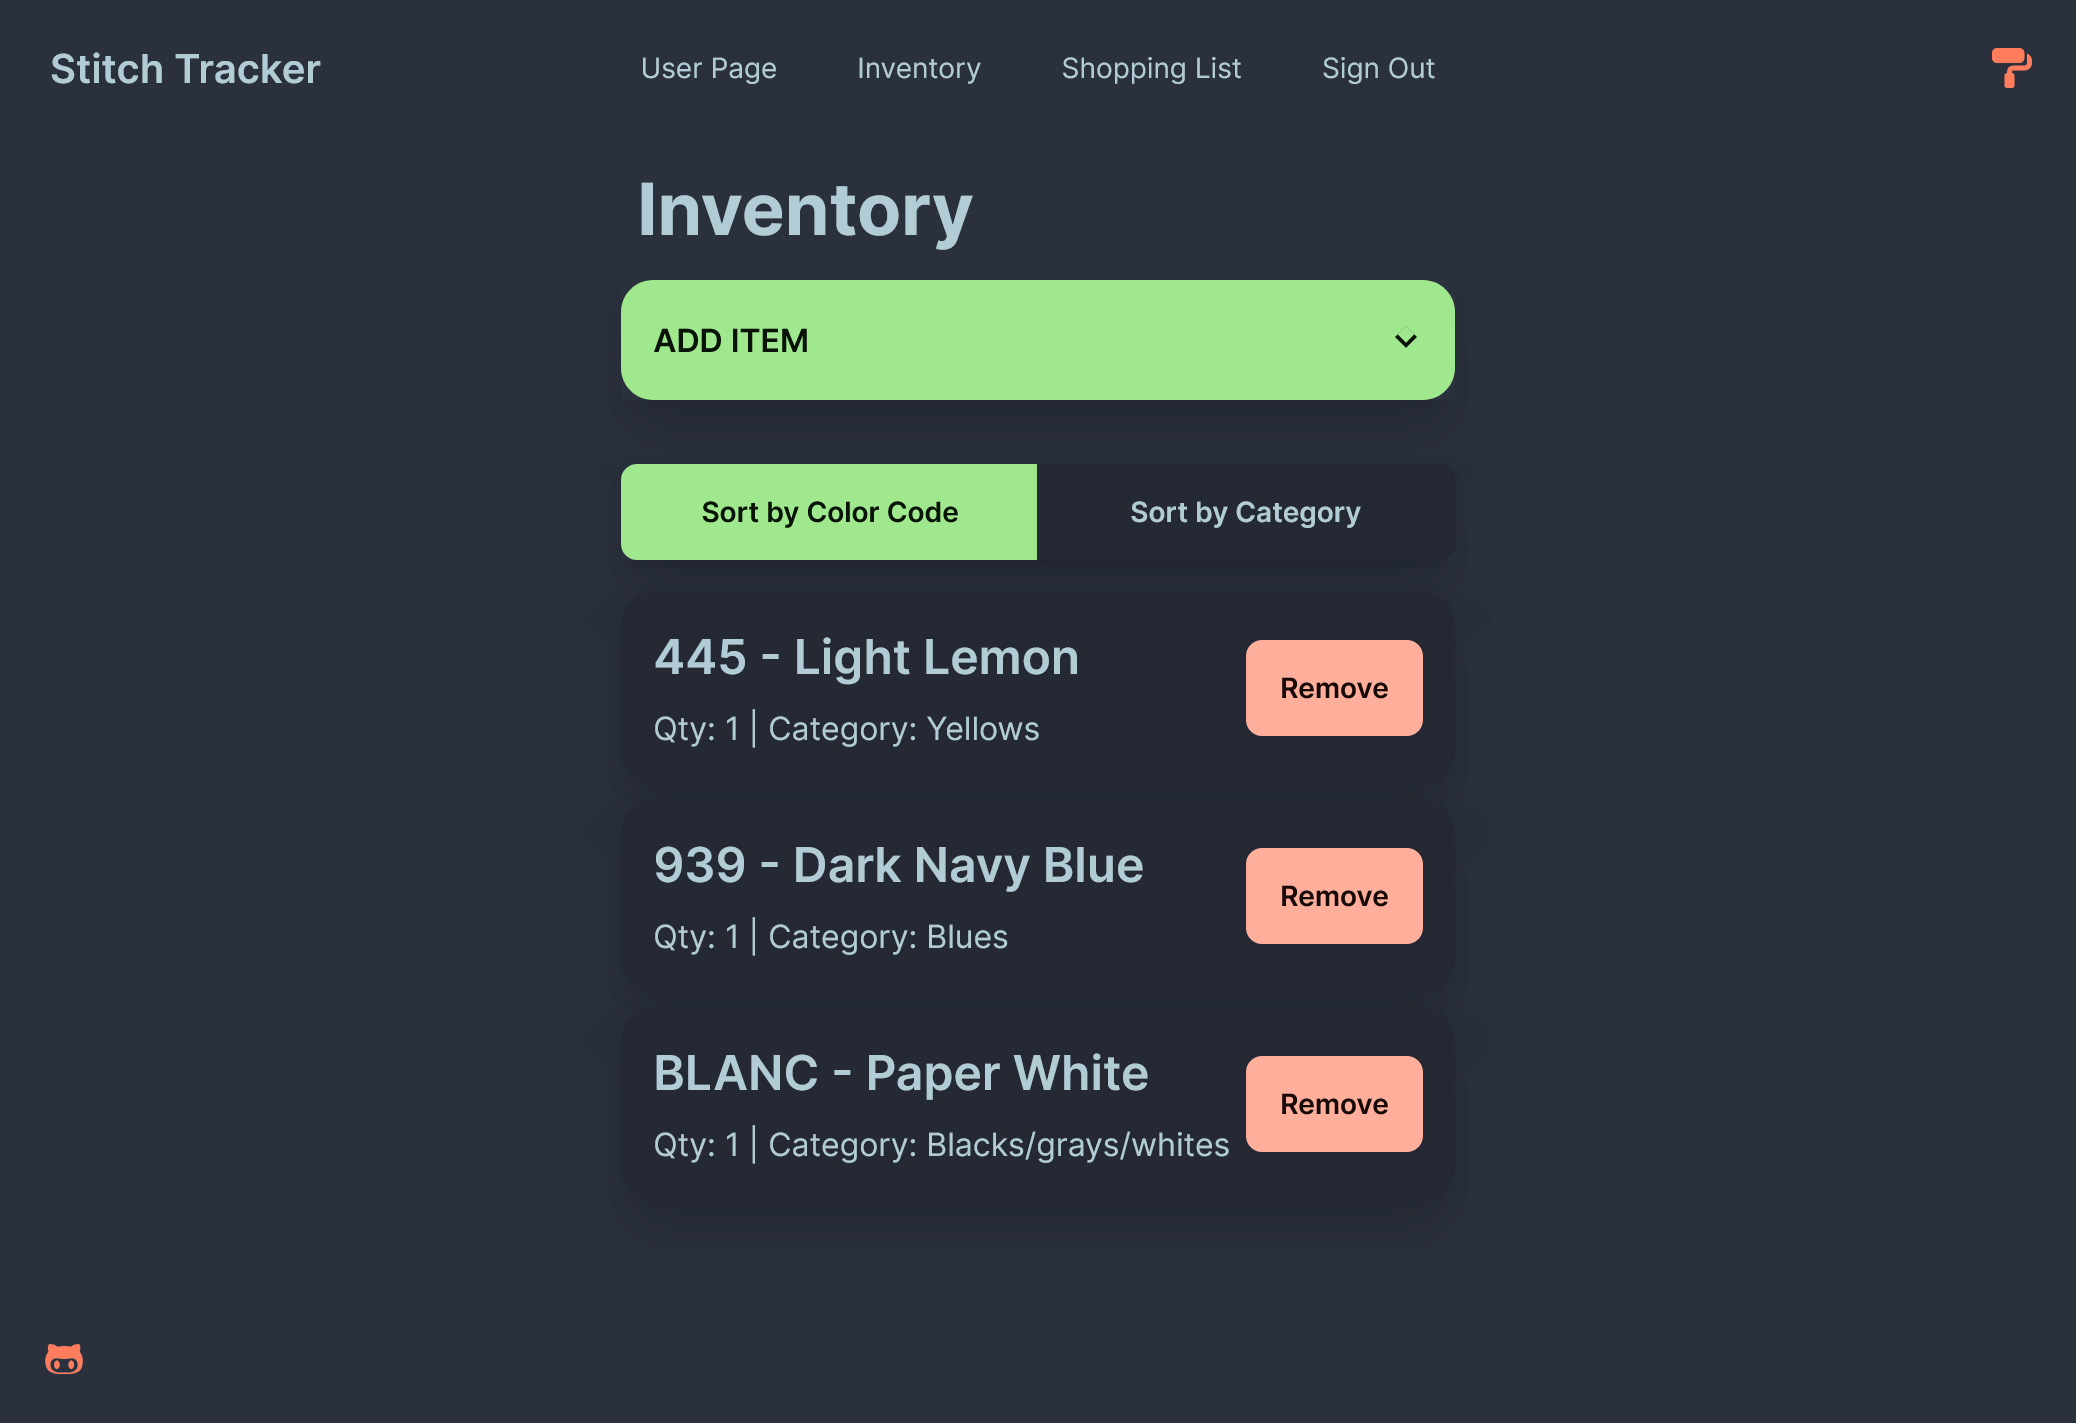 Stitch Tracker
User Page
Inventory
Shopping List
Sign Out
Inventory
ADD ITEM
Sort by Color Code
Sort by Category
445 - Light Lemon
Qty: 1 | Category: Yellows
Remove
939 - Dark Navy Blue
Qty: 1 | Category: Blues
Remove
BLANC - Paper White
Qty: 1 | Category: Blacks/grays/whites
Remove